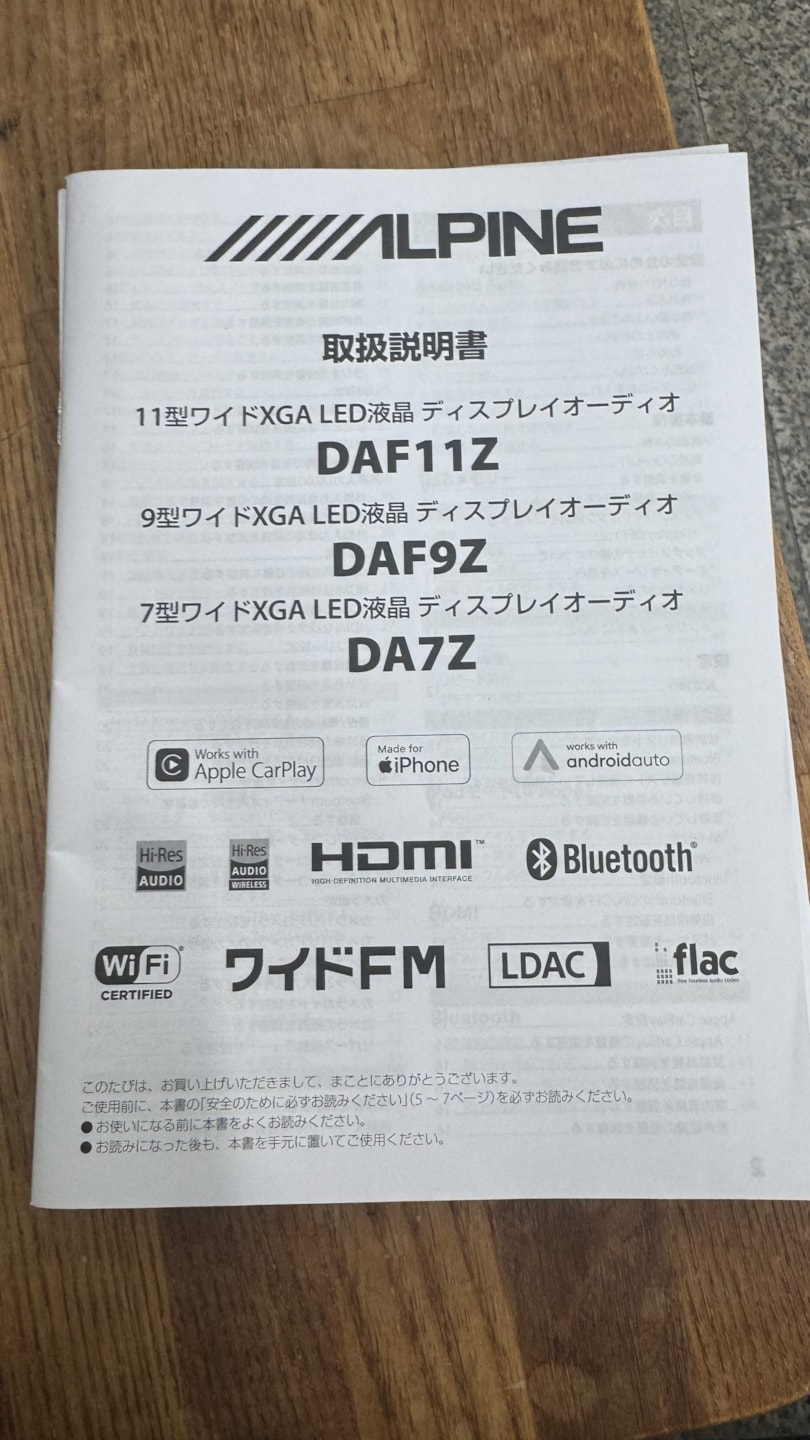 ALPINE
取扱説明書
11型ワイドXGA LED液晶 ディスプレイオーディオ
DAF11Z
9型ワイドXGA LED液晶 ディスプレイオーディオ
DAF9Z
7型ワイドXGA LED液晶 ディスプレイオーディオ
DA7Z
Works with
Apple CarPlay
Made for
iPhone
works with
androidauto
Hi-Res
AUDIO
Hi-Res
AUDIO
WIRELESS
HDMI™
HIGH-DEFINITION MULTIMEDIA INTERFACE
Bluetooth®
Wi Fi®
CERTIFIED
ワイドFM
LDAC
flac
free lossless audio codec
このたびは、お買い上げいただきまして、まことにありがとうございます。
ご使用前に、本書の「安全のために必ずお読みください」(5 ~ 7ページ)を必ずお読みください。
● お使いになる前に本書をよくお読みください。
● お読みになった後も、本書を手元に置いてご使用ください。